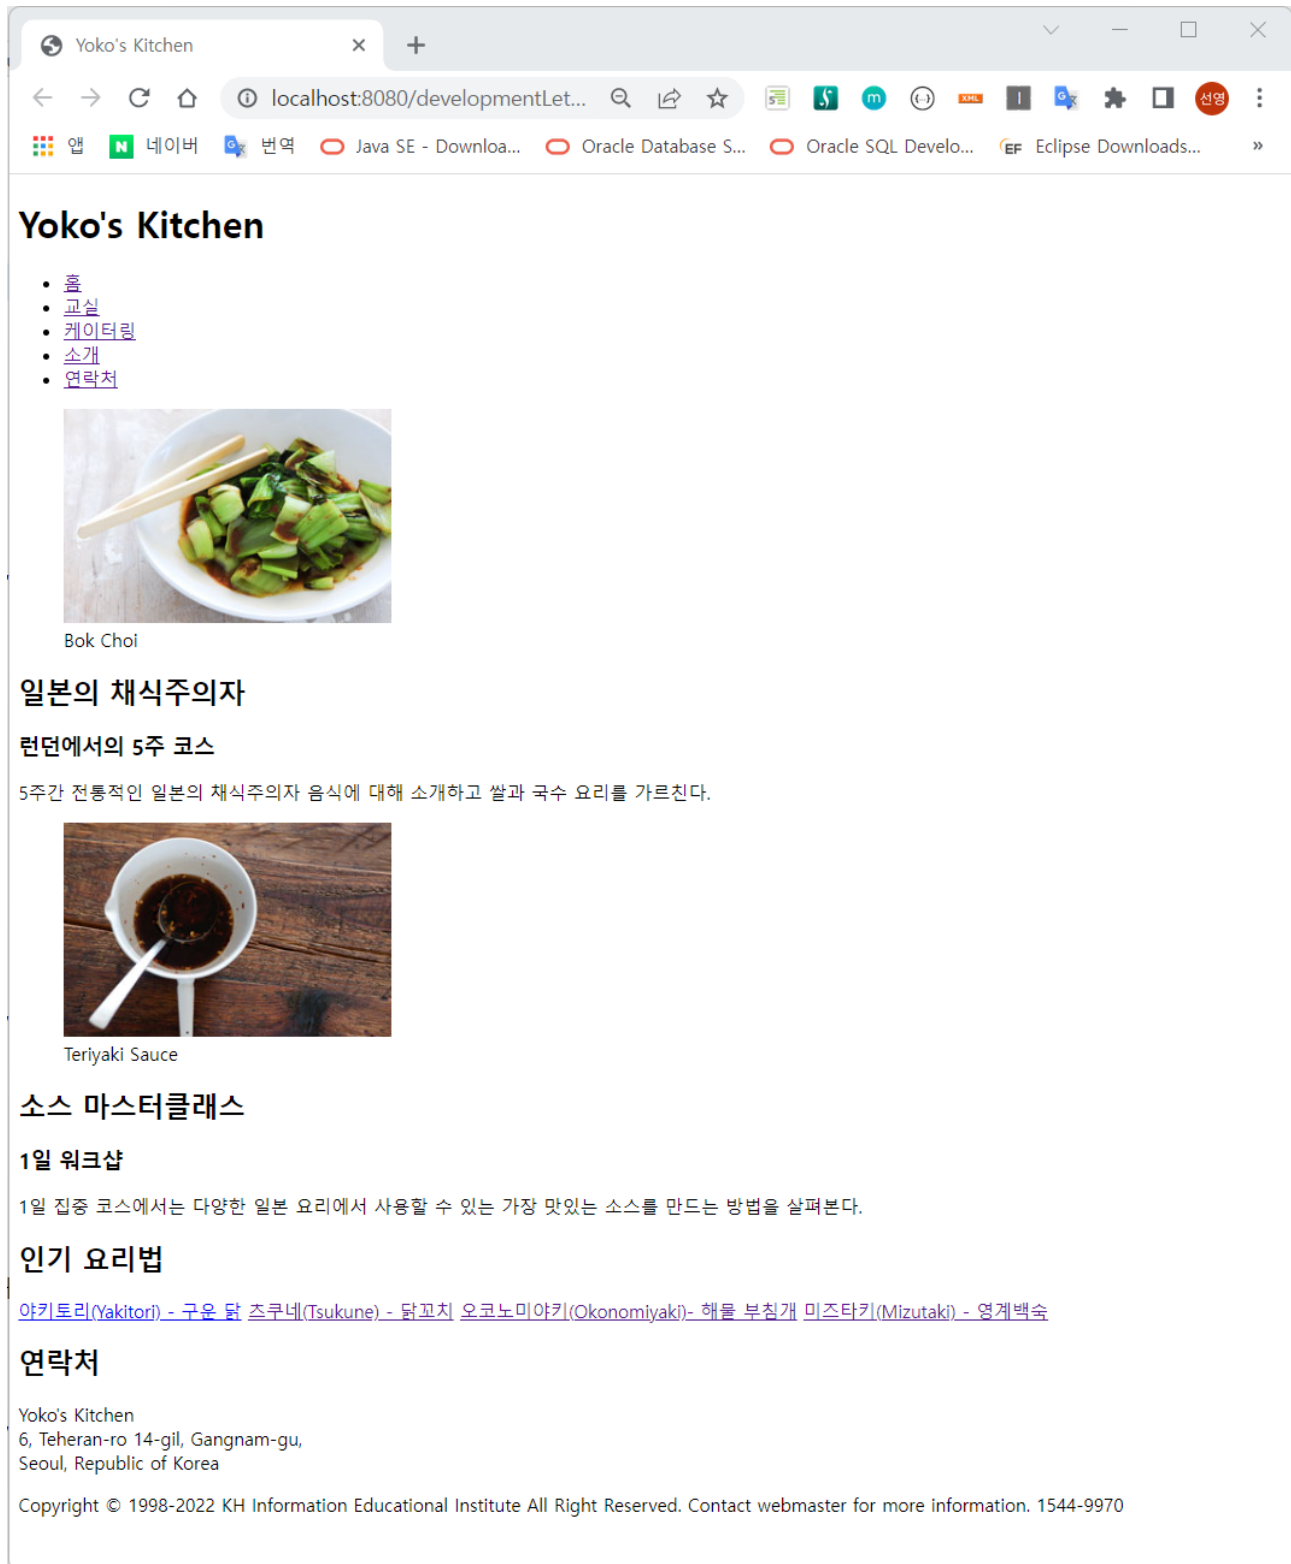 Yoko's Kitchen
localhost:8080/developmentLet...
선영
앱 네이버 번역 Java SE - Downloa... Oracle Database S... Oracle SQL Develo... EF Eclipse Downloads... »
Yoko's Kitchen
홈
교실
케이터링
소개
연락처
Bok Choi
일본의 채식주의자
런던에서의 5주 코스
5주간 전통적인 일본의 채식주의자 음식에 대해 소개하고 쌀과 국수 요리를 가르친다.
Teriyaki Sauce
소스 마스터클래스
1일 워크샵
1일 집중 코스에서는 다양한 일본 요리에서 사용할 수 있는 가장 맛있는 소스를 만드는 방법을 살펴본다.
인기 요리법
야키토리(Yakitori) - 구운 닭 츠쿠네(Tsukune) - 닭꼬치 오코노미야키(Okonomiyaki)- 해물 부침개 미즈타키(Mizutaki) - 영계백숙
연락처
Yoko's Kitchen
6, Teheran-ro 14-gil, Gangnam-gu,
Seoul, Republic of Korea
Copyright © 1998-2022 KH Information Educational Institute All Right Reserved. Contact webmaster for more information. 1544-9970